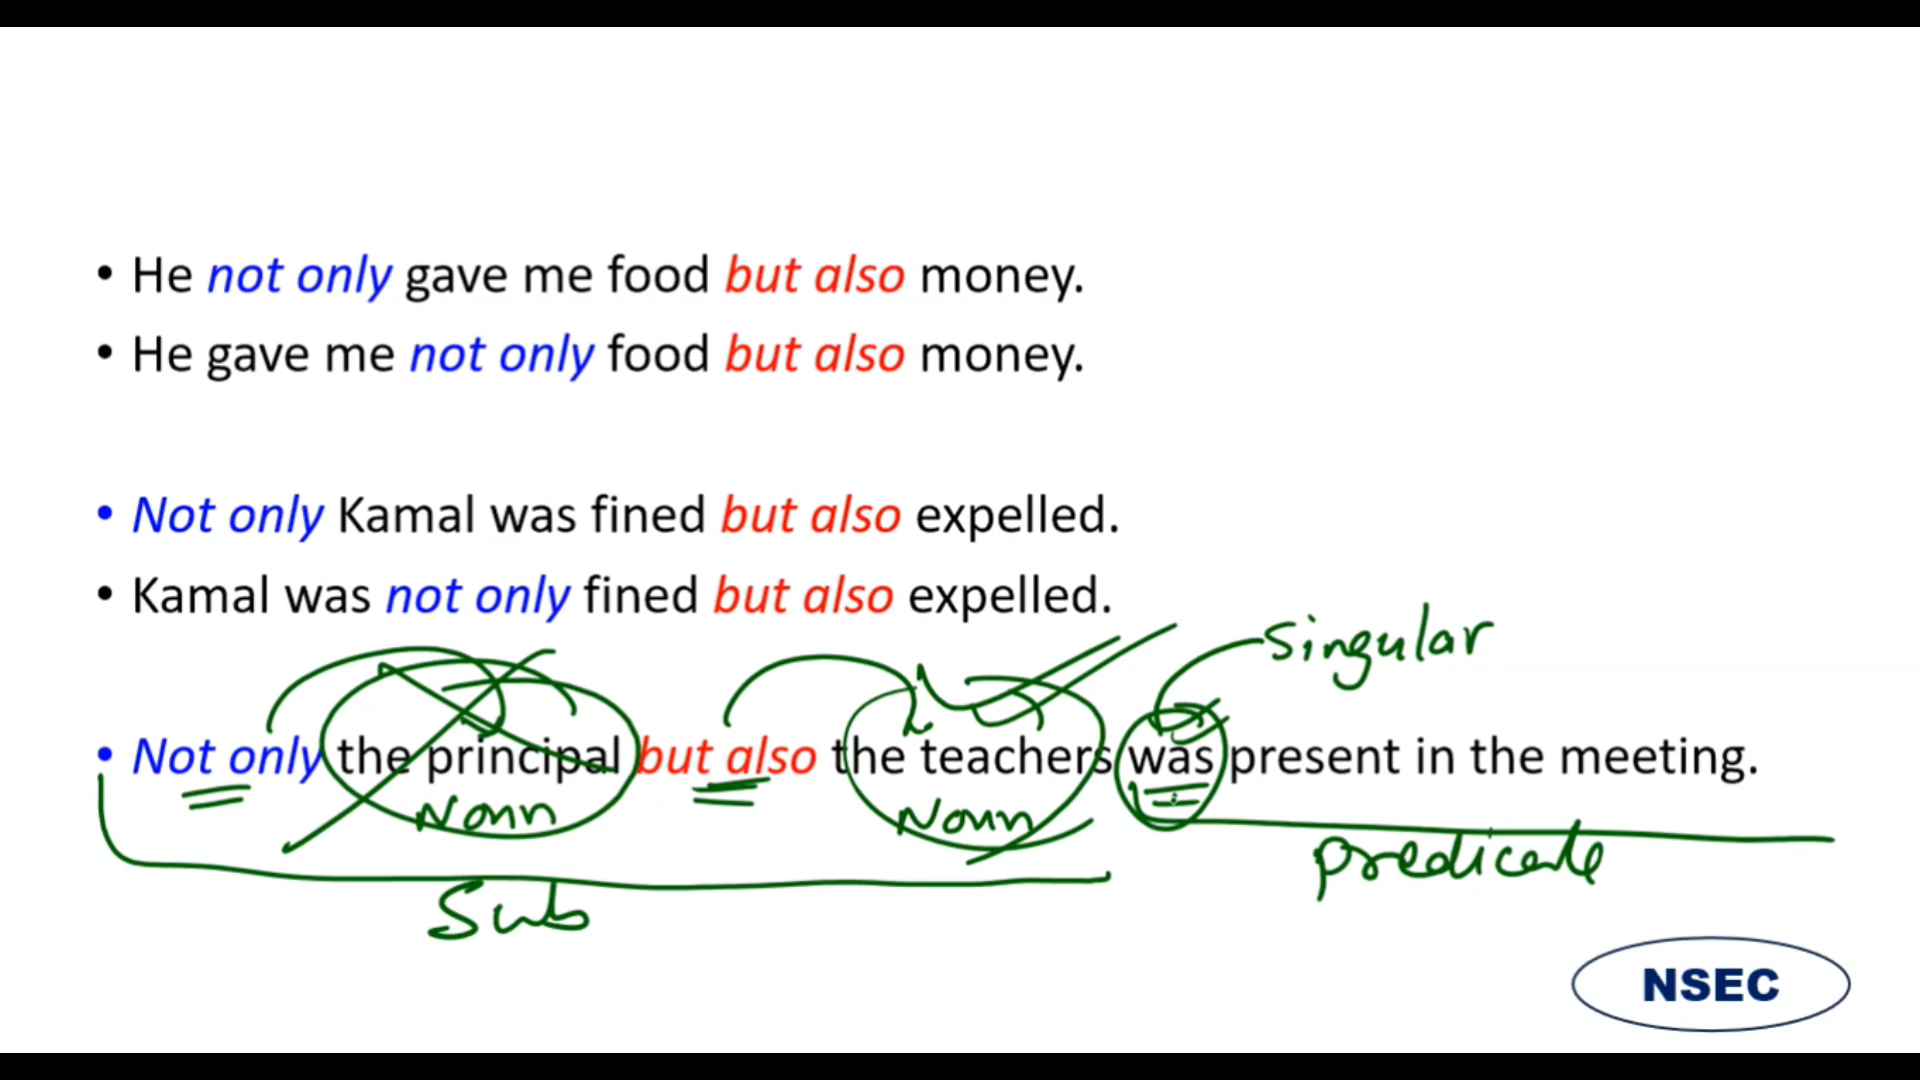 • He not only gave me food but also money.
• He gave me not only food but also money.
• Not only Kamal was fined but also expelled.
• Kamal was not only fined but also expelled.
Singular
• Not only the principal but also the teachers was present in the meeting.
Noun Noun
predicate
Sub
NSEC